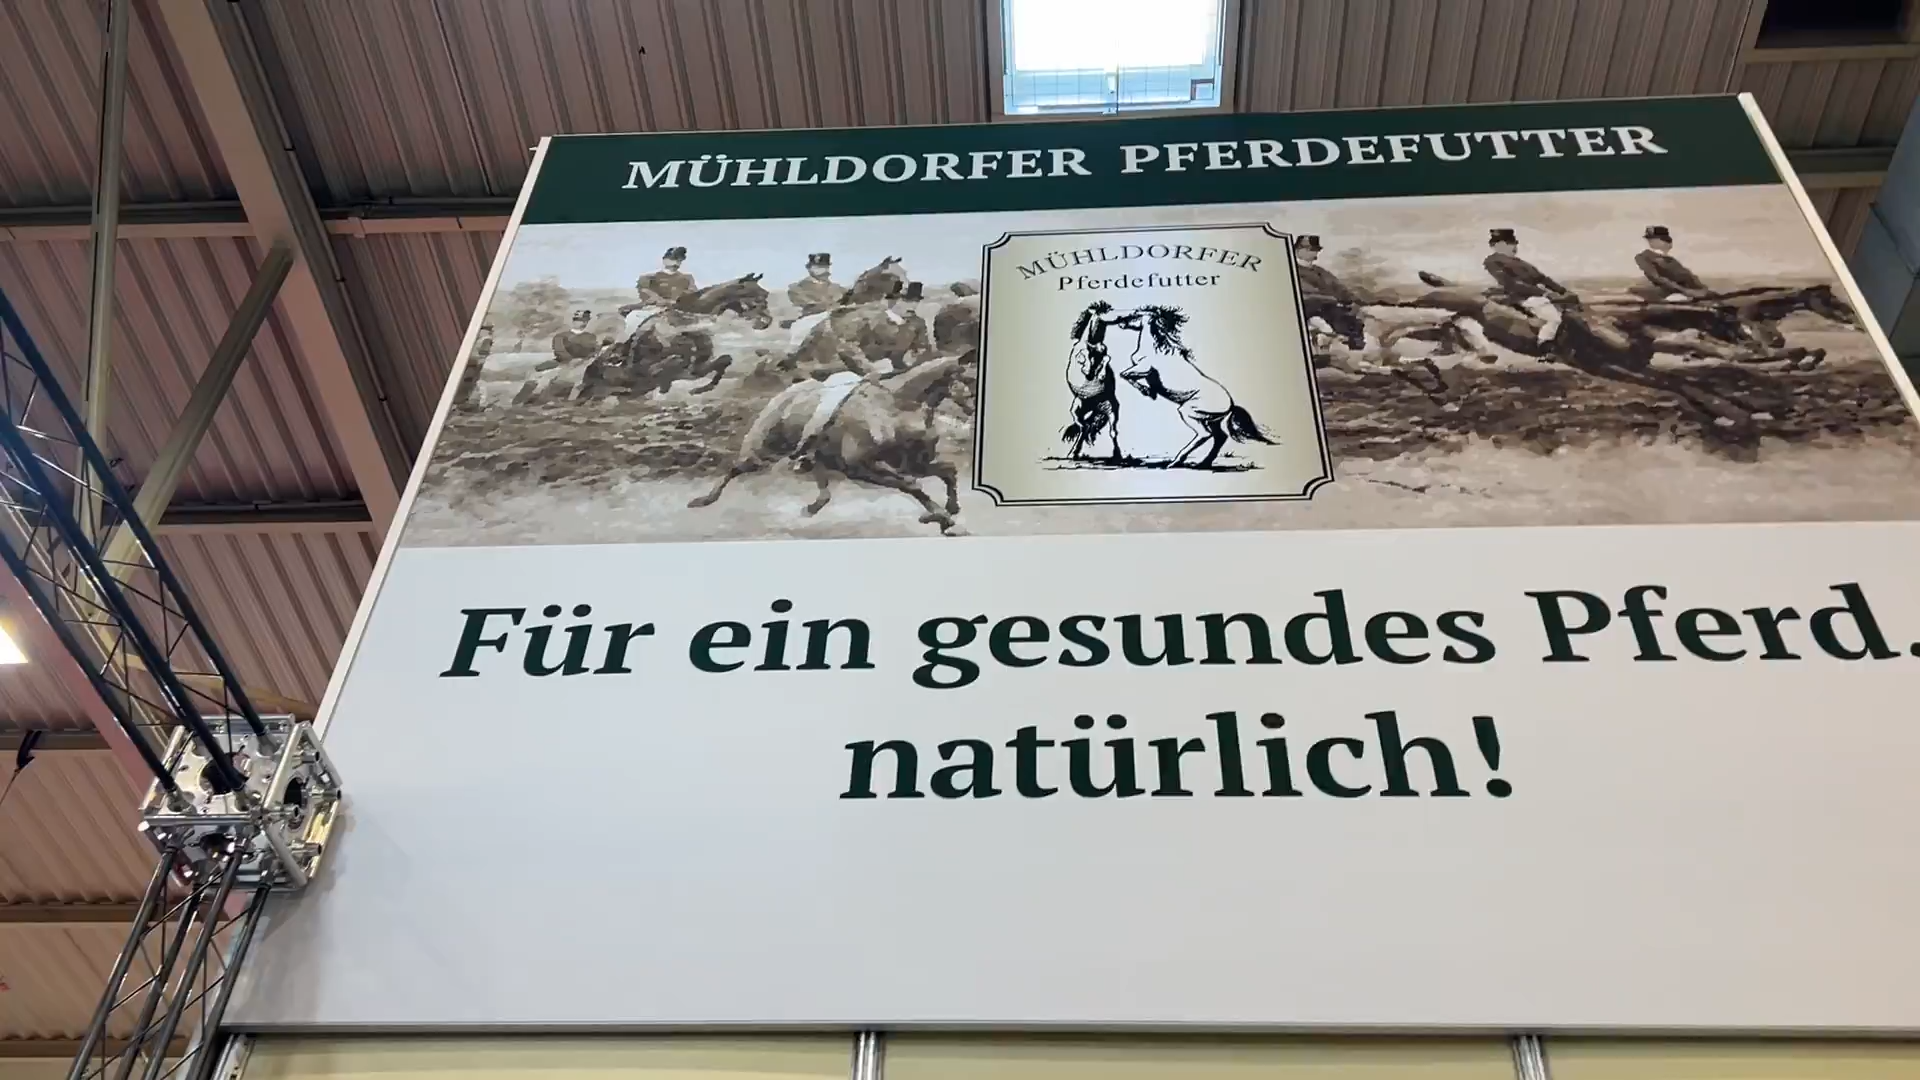 MÜHLDORFER PFERDEFUTTER
MÜHLDORFER
Pferdefutter
Für ein gesundes Pferd.
natürlich!